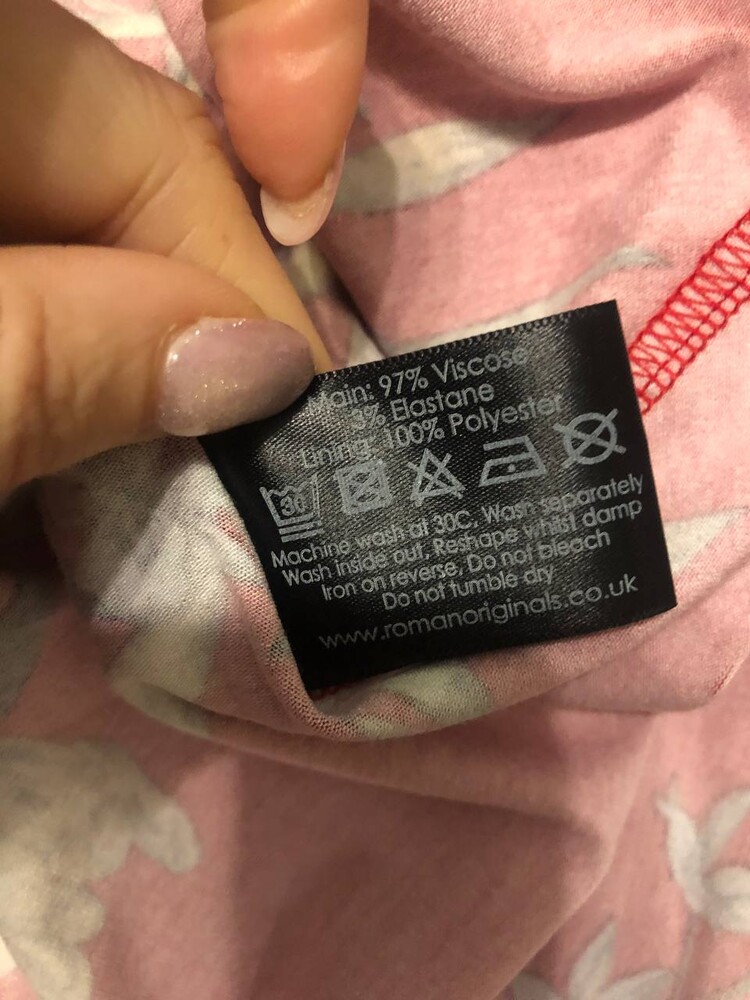 Main: 97% Viscose
3% Elastane
Lining: 100% Polyester
30
Machine wash at 30C. Wash separately
Wash inside out. Reshape whilst damp
Iron on reverse. Do not bleach
Do not tumble dry
www.romanoriginals.co.uk